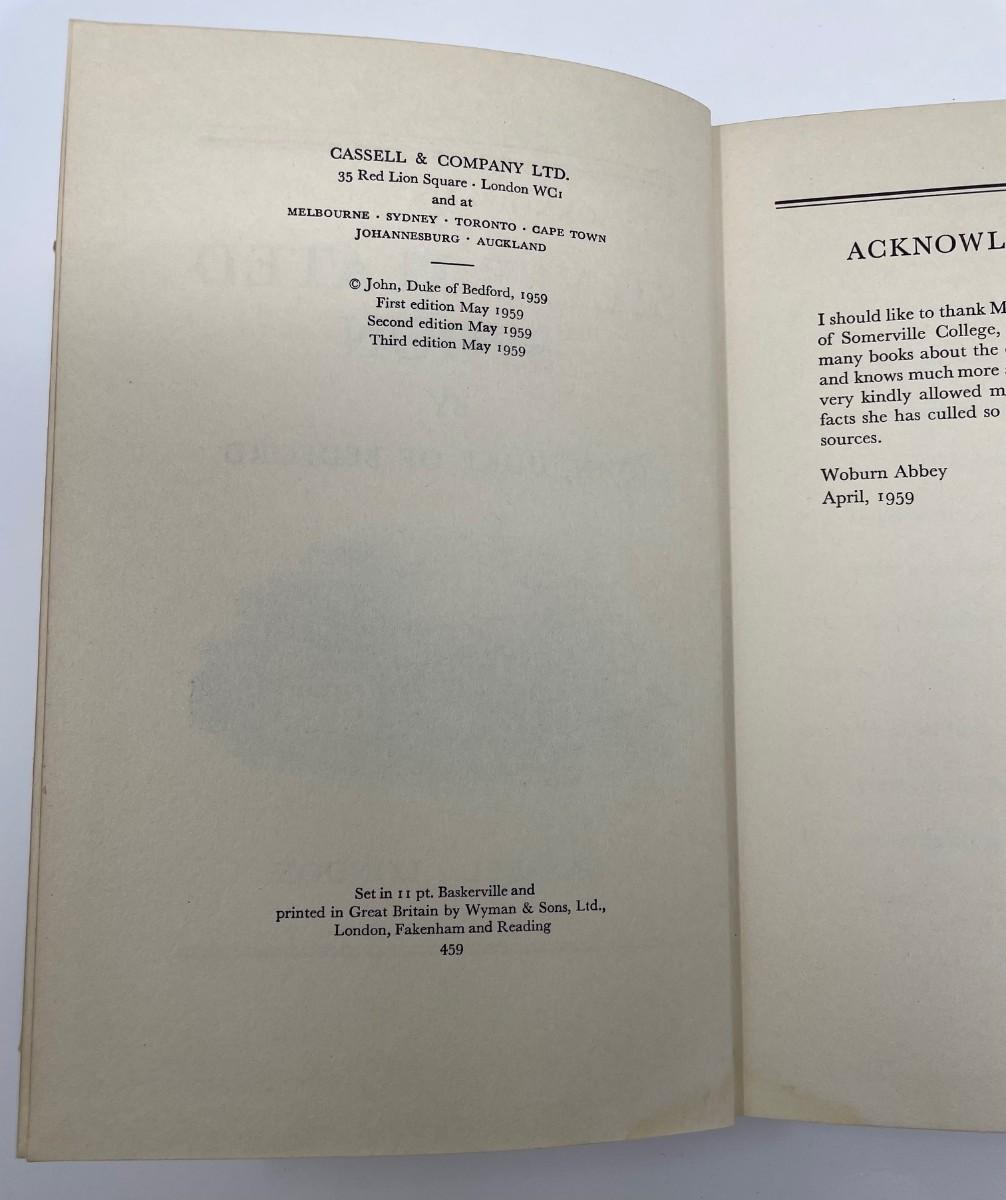 CASSELL & COMPANY LTD.
35 Red Lion Square · London WC1
and at
MELBOURNE · SYDNEY · TORONTO · CAPE TOWN
JOHANNESBURG · AUCKLAND
© John, Duke of Bedford, 1959
First edition May 1959
Second edition May 1959
Third edition May 1959
Set in 11 pt. Baskerville and
printed in Great Britain by Wyman & Sons, Ltd.,
London, Fakenham and Reading
459
ACKNOWL
I should like to thank M
of Somerville College,
many books about the
and knows much more
very kindly allowed m
facts she has culled so
sources.
Woburn Abbey
April, 1959